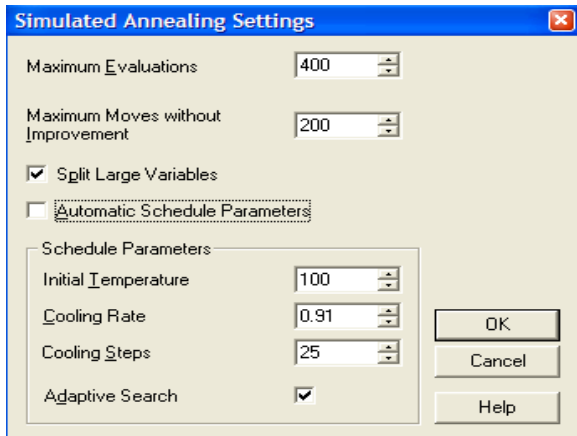 Simulated Annealing Settings
Maximum Evaluations 400
Maximum Moves without
Improvement 200
Split Large Variables
Automatic Schedule Parameters
Schedule Parameters
Initial Temperature 100
Cooling Rate 0.91
Cooling Steps 25
Adaptive Search
OK
Cancel
Help